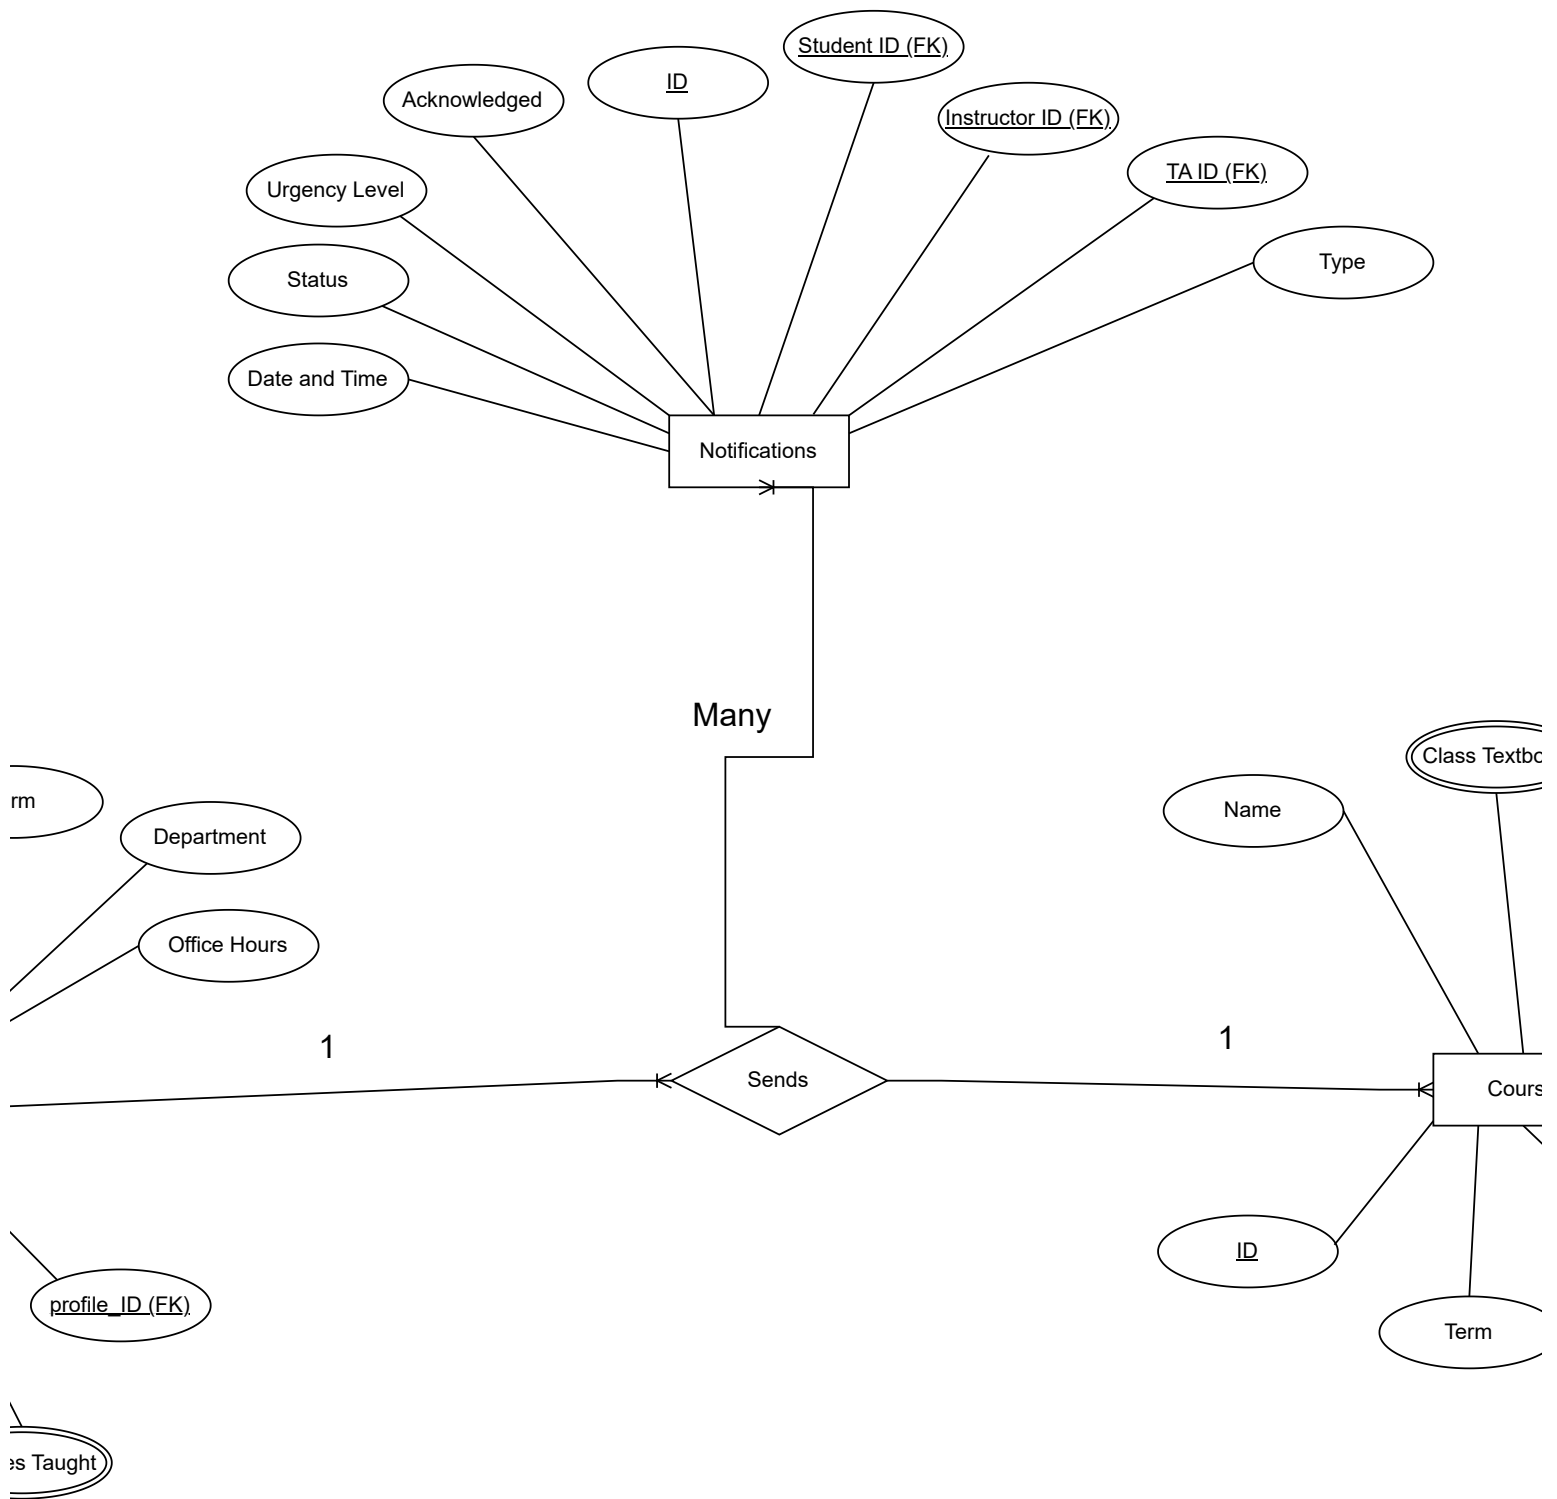 Student ID (FK)
ID
Acknowledged
Instructor ID (FK)
TA ID (FK)
Urgency Level
Type
Status
Date and Time
Notifications
Many
Class Textbo
rm
Name
Department
Office Hours
1
1
Sends
Cours
ID
profile_ID (FK)
Term
es Taught